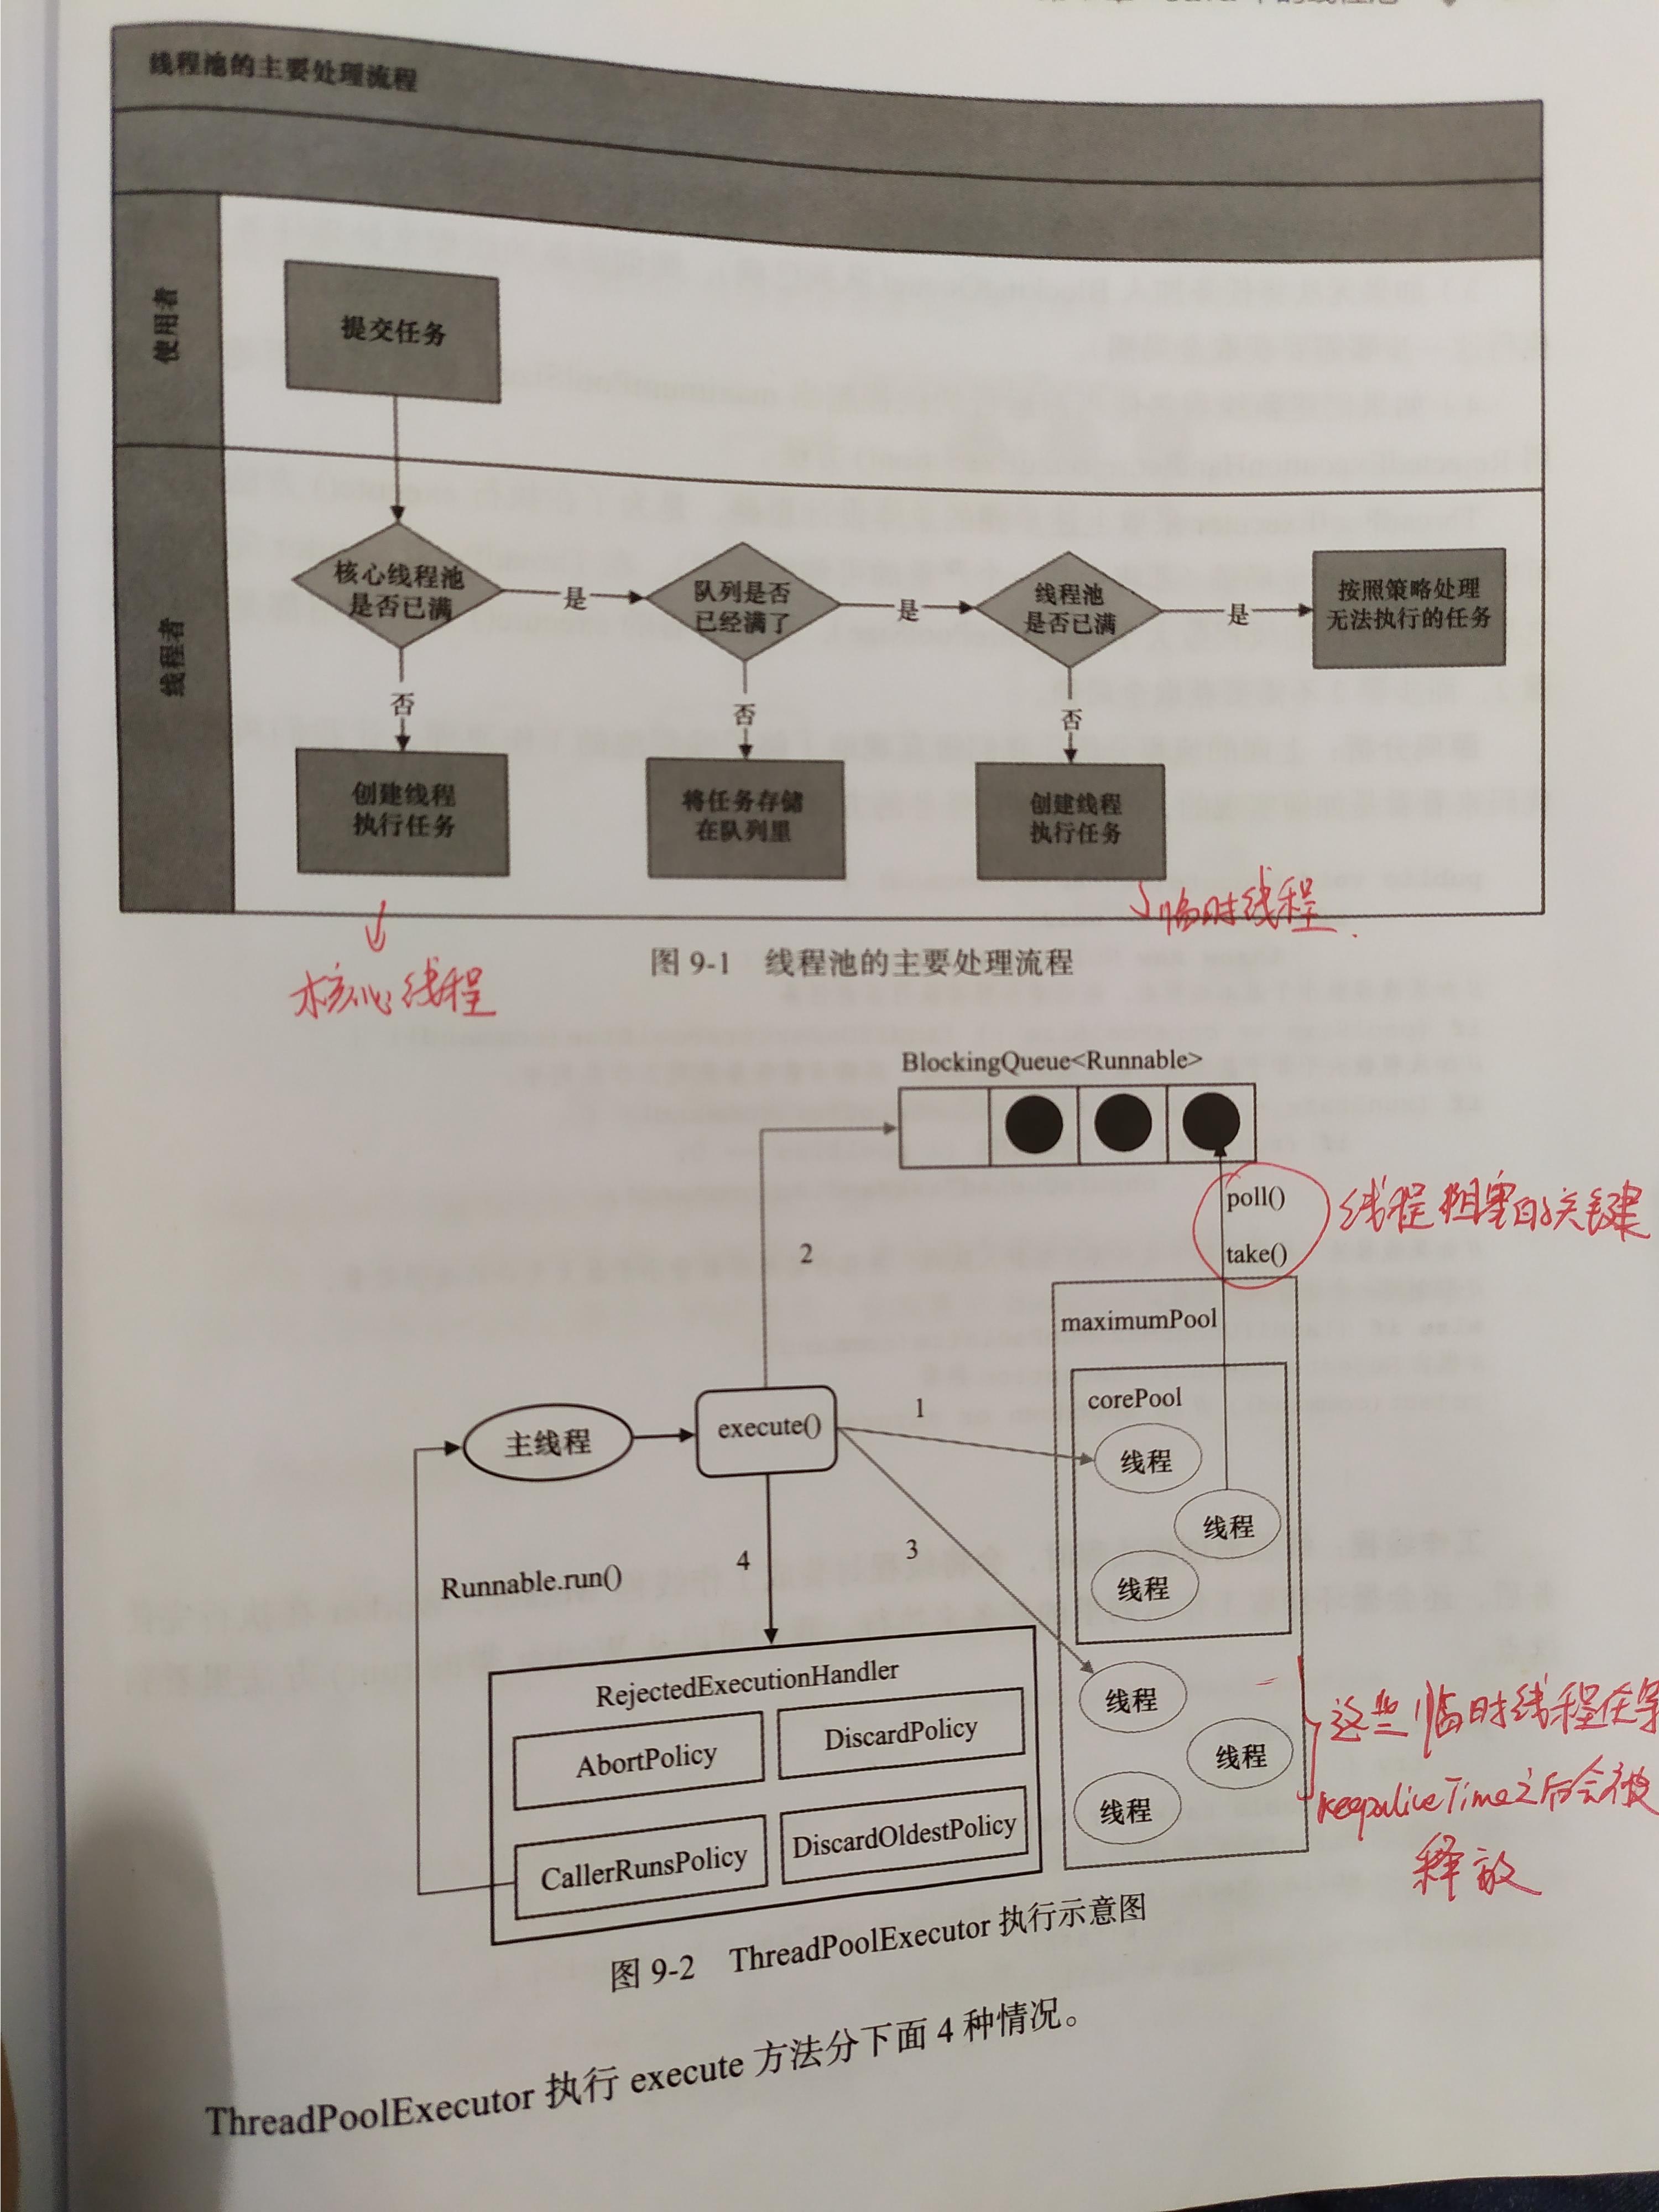 线程池的主要处理流程
使用者
提交任务
线程者
核心线程池
是否已满
是
队列是否
已经满了
是
线程池
是否已满
是
按照策略处理
无法执行的任务
否
否
否
创建线程
执行任务
将任务存储
在队列里
创建线程
执行任务
核心线程
临时线程.
图 9-1 线程池的主要处理流程
BlockingQueue<Runnable>
poll()
take()
线程阻塞的关键
2
maximumPool
corePool
主线程
execute()
1
线程
线程
线程
3
4
Runnable.run()
线程
线程
线程
这些临时线程在
keepaliveTime之后会被
释放
RejectedExecutionHandler
AbortPolicy
DiscardPolicy
CallerRunsPolicy
DiscardOldestPolicy
图 9-2 ThreadPoolExecutor 执行示意图
ThreadPoolExecutor 执行 execute 方法分下面 4 种情况。